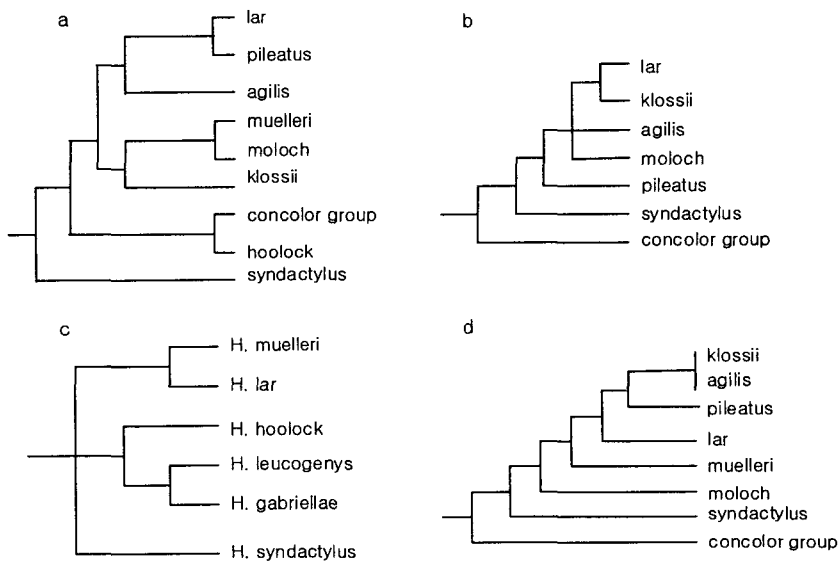 a
lar
pileatus
agilis
muelleri
moloch
klossii
concolor group
hoolock
syndactylus
b
lar
klossii
agilis
moloch
pileatus
syndactylus
concolor group
c
H. muelleri
H. lar
H. hoolock
H. leucogenys
H. gabriellae
H. syndactylus
d
klossii
agilis
pileatus
lar
muelleri
moloch
syndactylus
concolor group